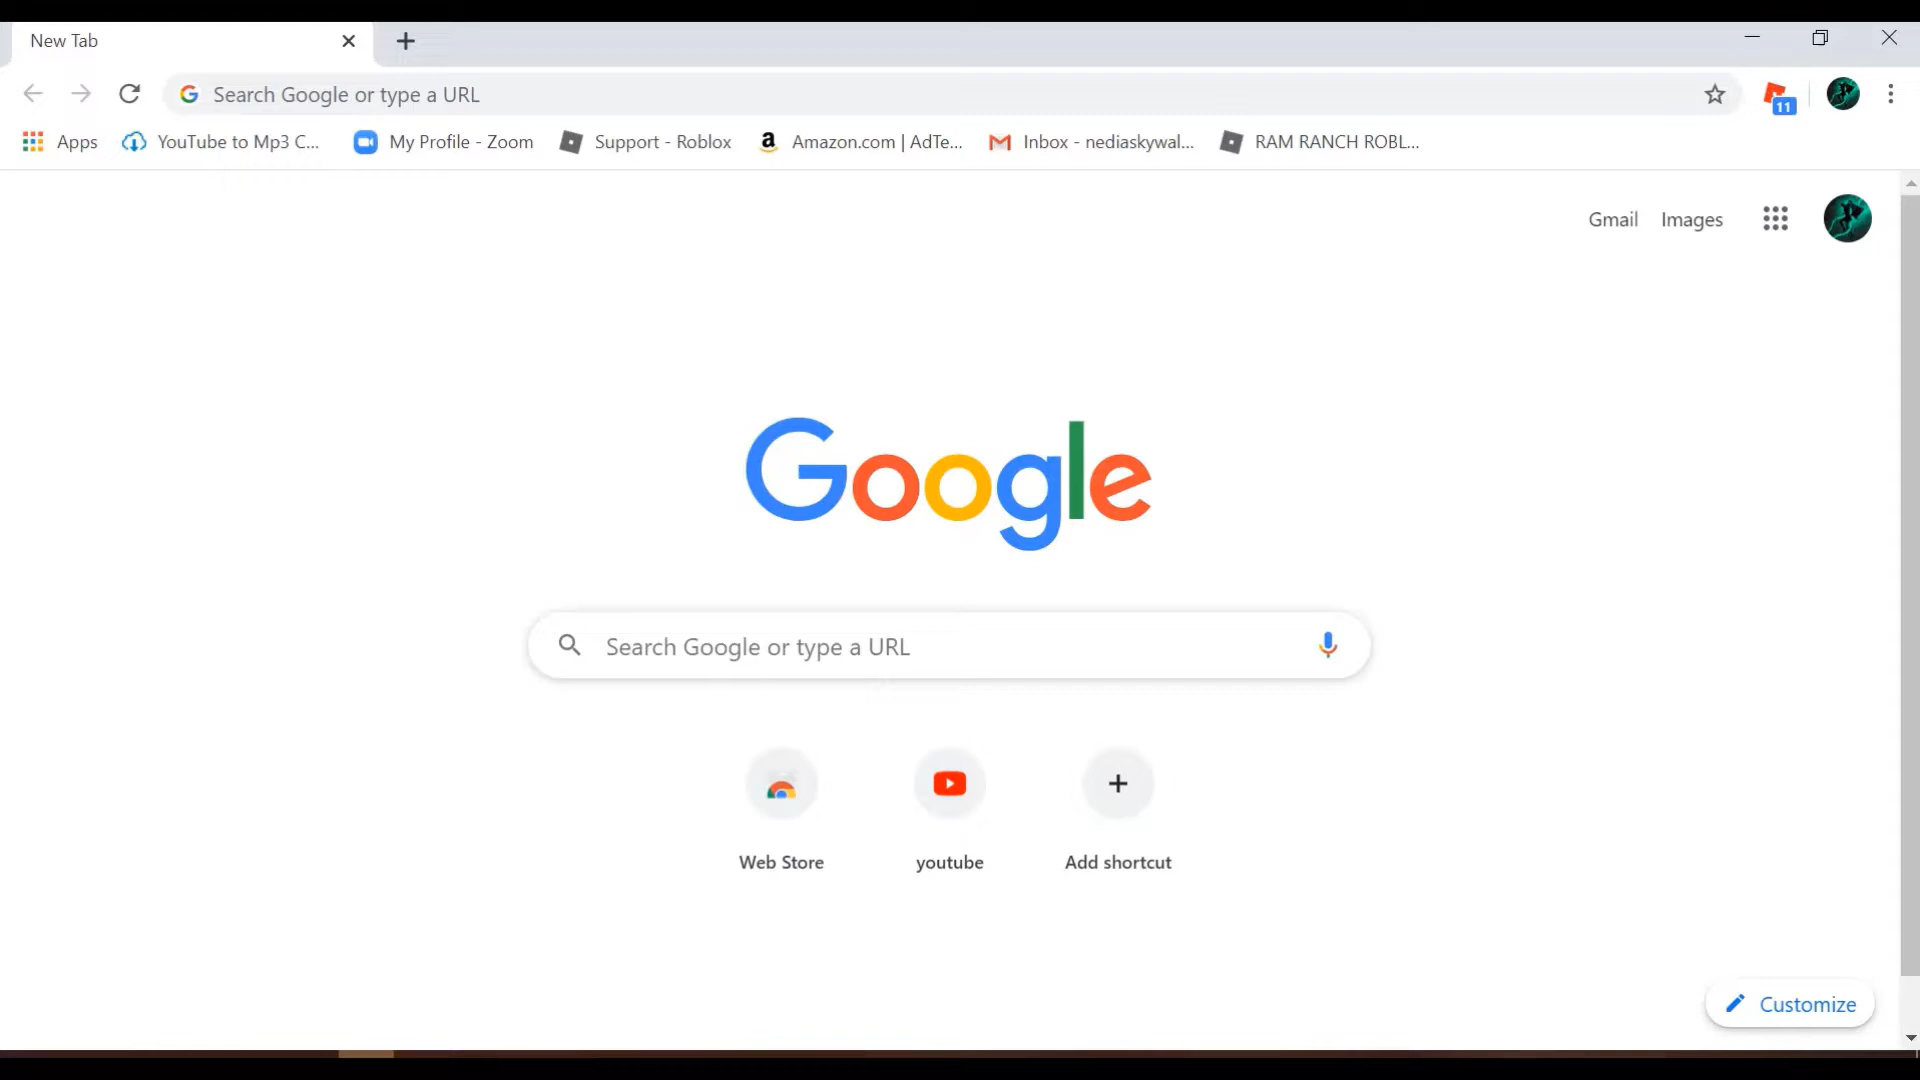 New Tab
Search Google or type a URL
11
Apps YouTube to Mp3 C... My Profile - Zoom Support - Roblox a Amazon.com | AdTe... Inbox - nediaskywal... RAM RANCH ROBL...
Gmail Images
Google
Search Google or type a URL
Web Store youtube Add shortcut
Customize